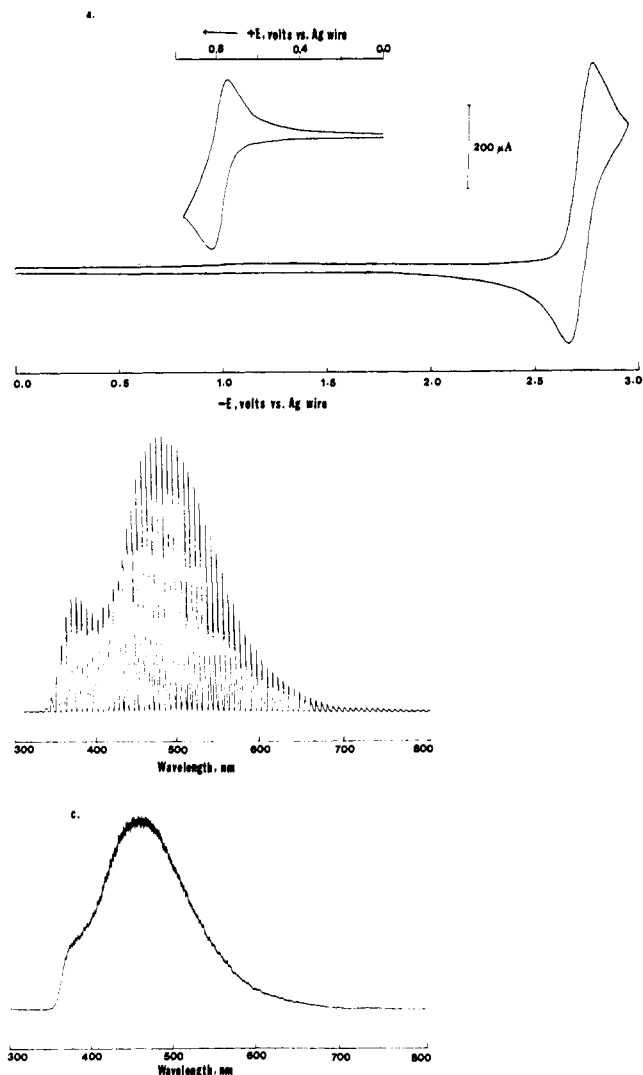 a.
+E, volts vs. Ag wire
0.8 0.4 0.0
200 μA
0.0 0.5 1.0 1.5 2.0 2.5 3.0
-E, volts vs. Ag wire
300 400 500 600 700 800
Wavelength, nm
c.
300 400 500 600 700 800
Wavelength, nm